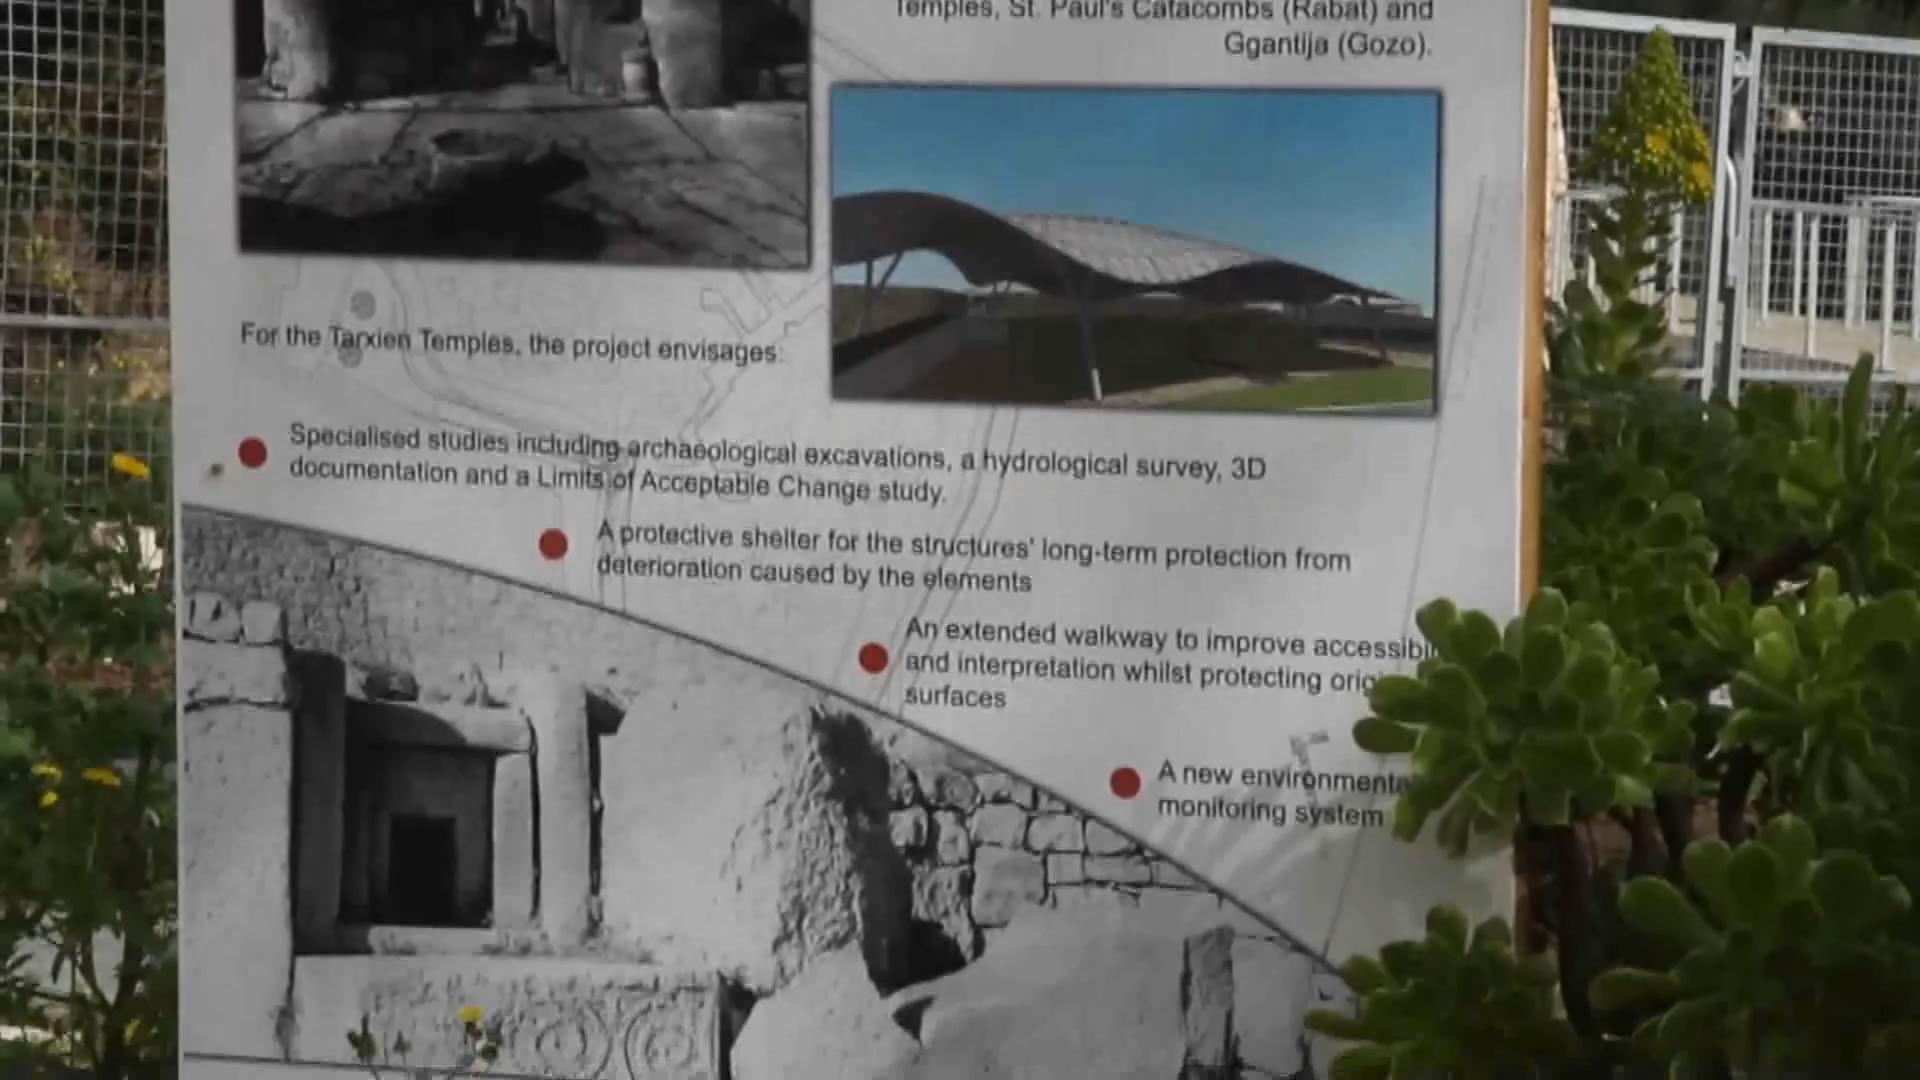 Temples, St. Paul's Catacombs (Rabat) and
Ggantija (Gozo).
For the Tarxien Temples, the project envisages:
Specialised studies including archaeological excavations, a hydrological survey, 3D
documentation and a Limits of Acceptable Change study.
A protective shelter for the structures' long-term protection from
deterioration caused by the elements
An extended walkway to improve
and interpretation whilst protecting
surfaces
A new
monitoring system